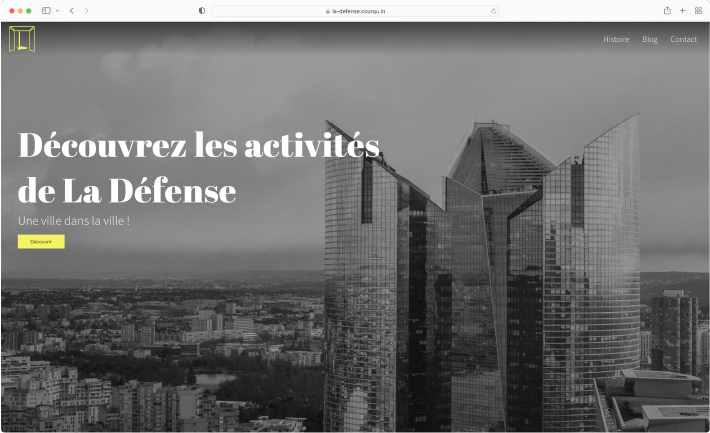 la-defense.courqu.in
Histoire Blog Contact
Découvrez les activités
de La Défense
Une ville dans la ville !
Découvrir